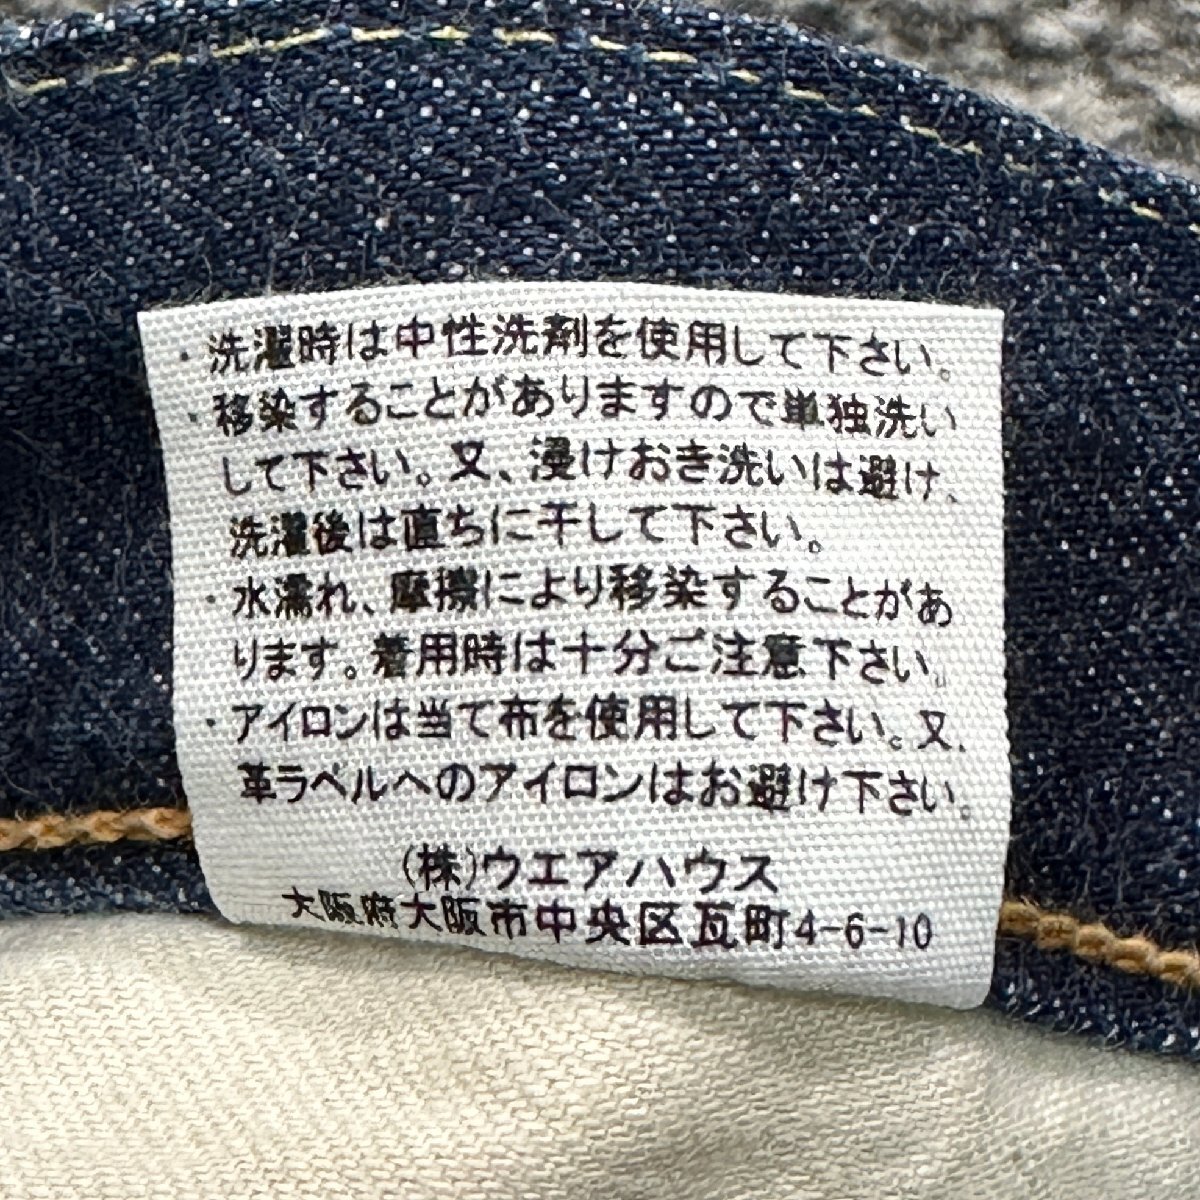 ・洗濯時は中性洗剤を使用して下さい。
・移染することがありますので単独洗い
して下さい。又、浸けおき洗いは避け、
洗濯後は直ちに干して下さい。
・水濡れ、摩擦により移染することがあ
ります。着用時は十分ご注意下さい。
・アイロンは当て布を使用して下さい。又、
革ラベルへのアイロンはお避け下さい。
(株)ウエアハウス
大阪府大阪市中央区瓦町4-6-10